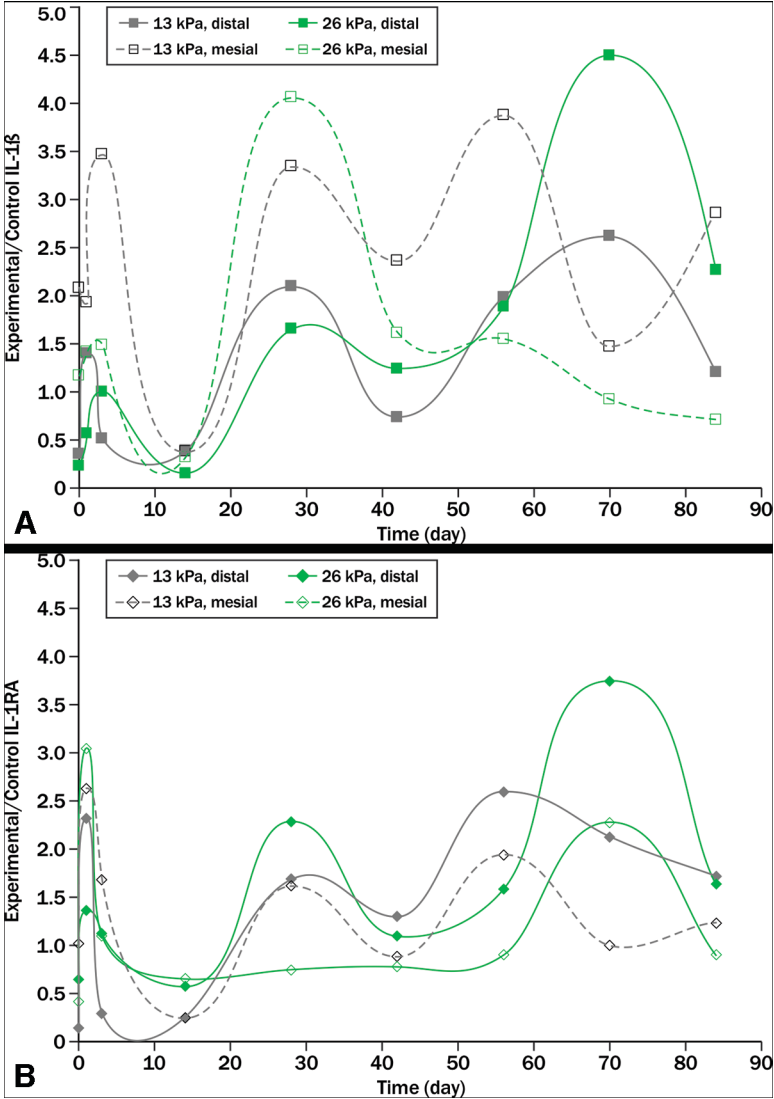 5.0
4.5
4.0
3.5
3.0
2.5
2.0
1.5
1.0
0.5
0
Experimental/Control IL-1ß
13 kPa, distal 26 kPa, distal
13 kPa, mesial 26 kPa, mesial
0 10 20 30 40 50 60 70 80 90
Time (day)
A
5.0
4.5
4.0
3.5
3.0
2.5
2.0
1.5
1.0
0.5
0
Experimental/Control IL-1RA
13 kPa, distal 26 kPa, distal
13 kPa, mesial 26 kPa, mesial
0 10 20 30 40 50 60 70 80 90
Time (day)
B